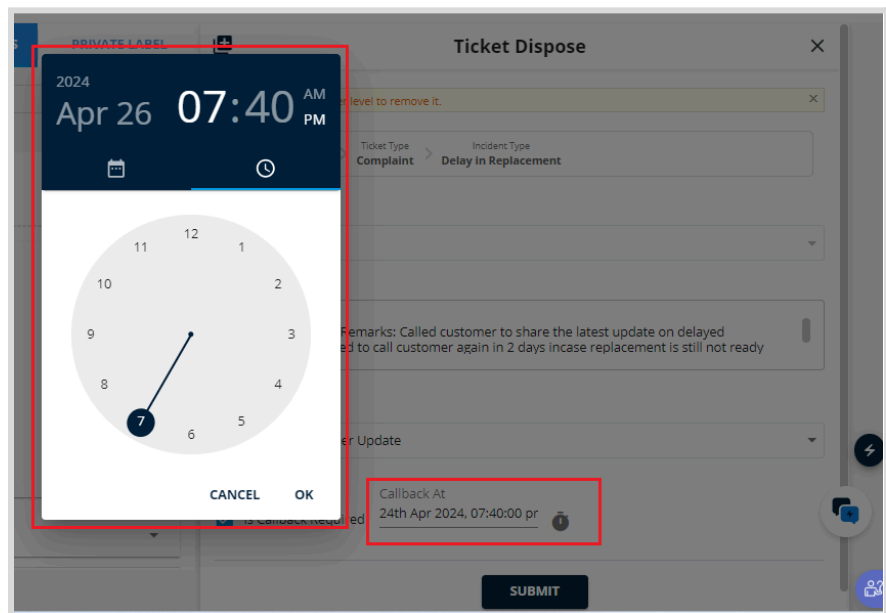 PRIVATE LABEL
Ticket Dispose
2024
Apr 26
07:40
AM
PM
level to remove it.
Ticket Type
Complaint
Incident Type
Delay in Replacement
12
1
2
3
4
5
6
7
8
9
10
11
CANCEL
OK
Remarks: Called customer to share the latest update on delayed
to call customer again in 2 days incase replacement is still not ready
Update
Is Callback Required
Callback At
24th Apr 2024, 07:40:00 pr
SUBMIT